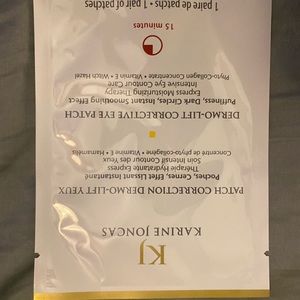 KJ
KARINE JONCAS
PATCH CORRECTION DERMO-LIFT YEUX
Poches, Cernes, Effet Lissant Instantané
Thérapie Hydratante Express
Soin Intensif Contour des Yeux
Concentré de phyto-collagène • Vitamine E • Hamamélis
DERMO-LIFT CORRECTIVE EYE PATCH
Puffiness, Dark Circles, Instant Smoothing Effect
Express Moisturizing Therapy
Intensive Eye Contour Care
Phyto-Collagen Concentrate • Vitamin E • Witch Hazel
15 minutes
1 paire de patchs • 1 pair of patches